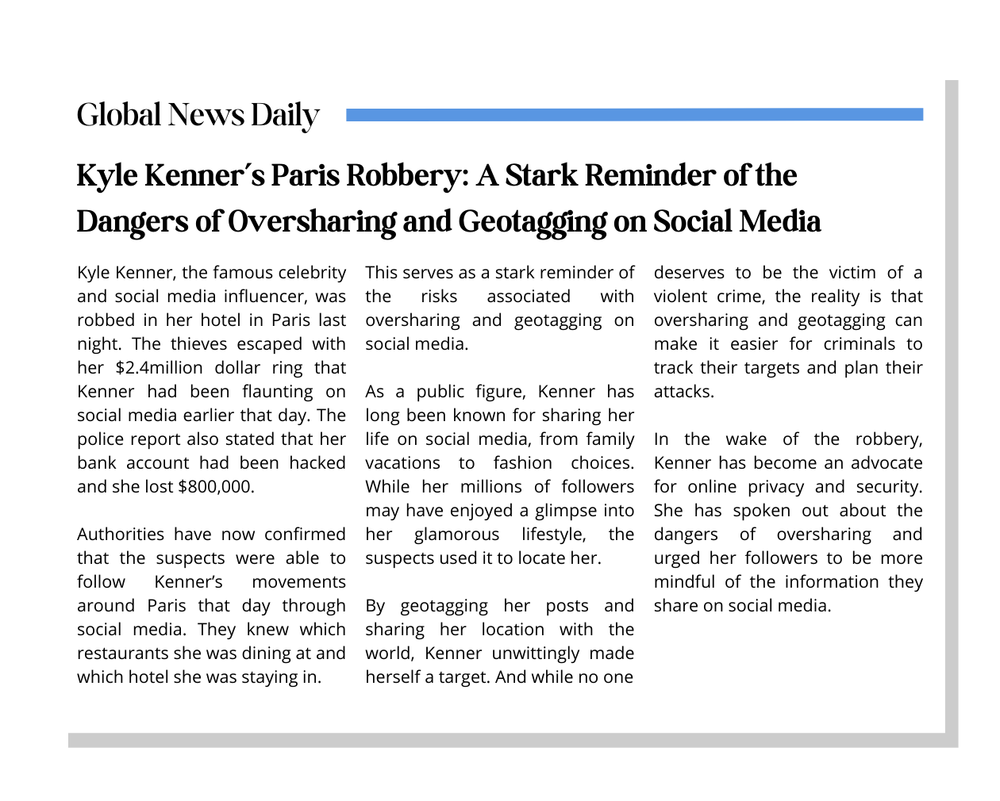 Global News Daily
Kyle Kenner´s Paris Robbery: A Stark Reminder of the
Dangers of Oversharing and Geotagging on Social Media
Kyle Kenner, the famous celebrity
and social media influencer, was
robbed in her hotel in Paris last
night. The thieves escaped with
her $2.4million dollar ring that
Kenner had been flaunting on
social media earlier that day. The
police report also stated that her
bank account had been hacked
and she lost $800,000.
Authorities have now confirmed
that the suspects were able to
follow Kenner’s movements
around Paris that day through
social media. They knew which
restaurants she was dining at and
which hotel she was staying in.
This serves as a stark reminder of
the risks associated with
oversharing and geotagging on
social media.
As a public figure, Kenner has
long been known for sharing her
life on social media, from family
vacations to fashion choices.
While her millions of followers
may have enjoyed a glimpse into
her glamorous lifestyle, the
suspects used it to locate her.
By geotagging her posts and
sharing her location with the
world, Kenner unwittingly made
herself a target. And while no one
deserves to be the victim of a
violent crime, the reality is that
oversharing and geotagging can
make it easier for criminals to
track their targets and plan their
attacks.
In the wake of the robbery,
Kenner has become an advocate
for online privacy and security.
She has spoken out about the
dangers of oversharing and
urged her followers to be more
mindful of the information they
share on social media.